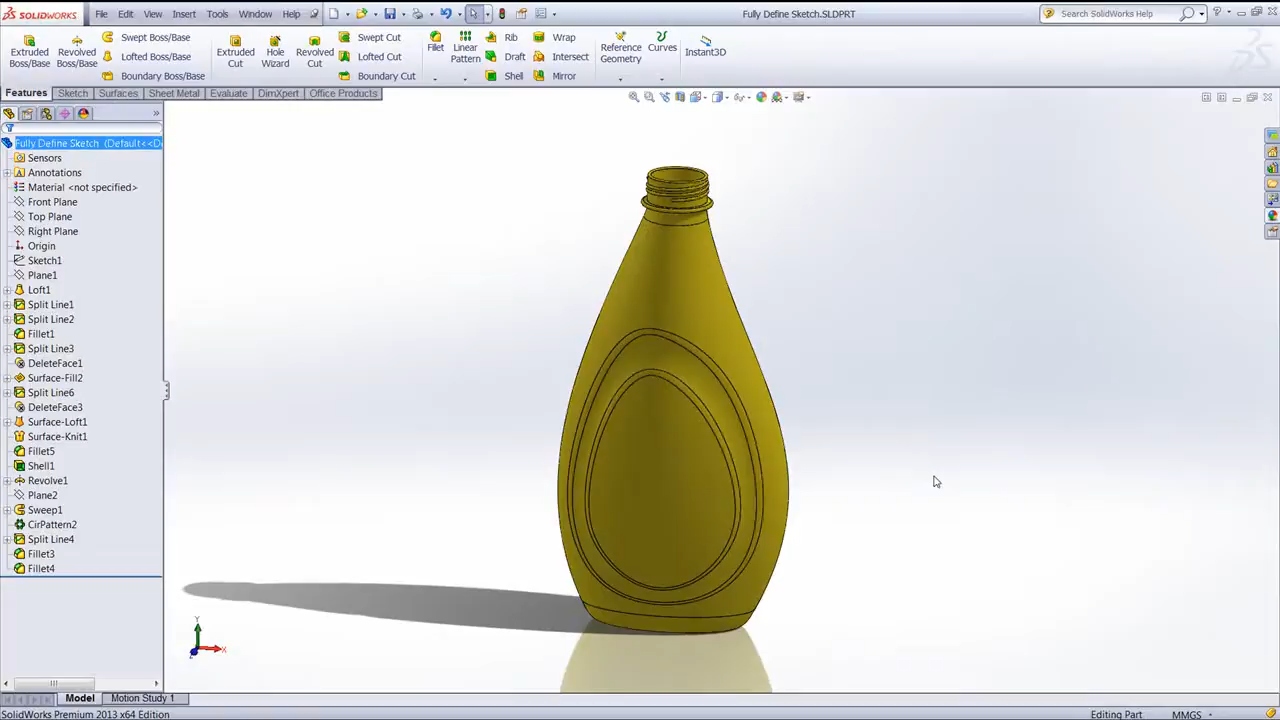 SOLIDWORKS File Edit View Insert Tools Window Help Fully Define Sketch.SLDPRT Search SolidWorks Help
Extruded Boss/Base
Revolved Boss/Base
Swept Boss/Base
Lofted Boss/Base
Boundary Boss/Base
Extruded Cut
Hole Wizard
Revolved Cut
Swept Cut
Lofted Cut
Boundary Cut
Fillet
Linear Pattern
Rib
Draft
Shell
Wrap
Intersect
Mirror
Reference Geometry
Curves
Instant3D
Features Sketch Surfaces Sheet Metal Evaluate DimXpert Office Products
Fully Define Sketch (Default<<D
Sensors
Annotations
Material <not specified>
Front Plane
Top Plane
Right Plane
Origin
Sketch1
Plane1
Loft1
Split Line1
Split Line2
Fillet1
Split Line3
DeleteFace1
Surface-Fill2
Split Line6
DeleteFace3
Surface-Loft1
Surface-Knit1
Fillet5
Shell1
Revolve1
Plane2
Sweep1
CirPattern2
Split Line4
Fillet3
Fillet4
Y
X
Z
Model Motion Study 1
SolidWorks Premium 2013 x64 Edition Editing Part MMGS